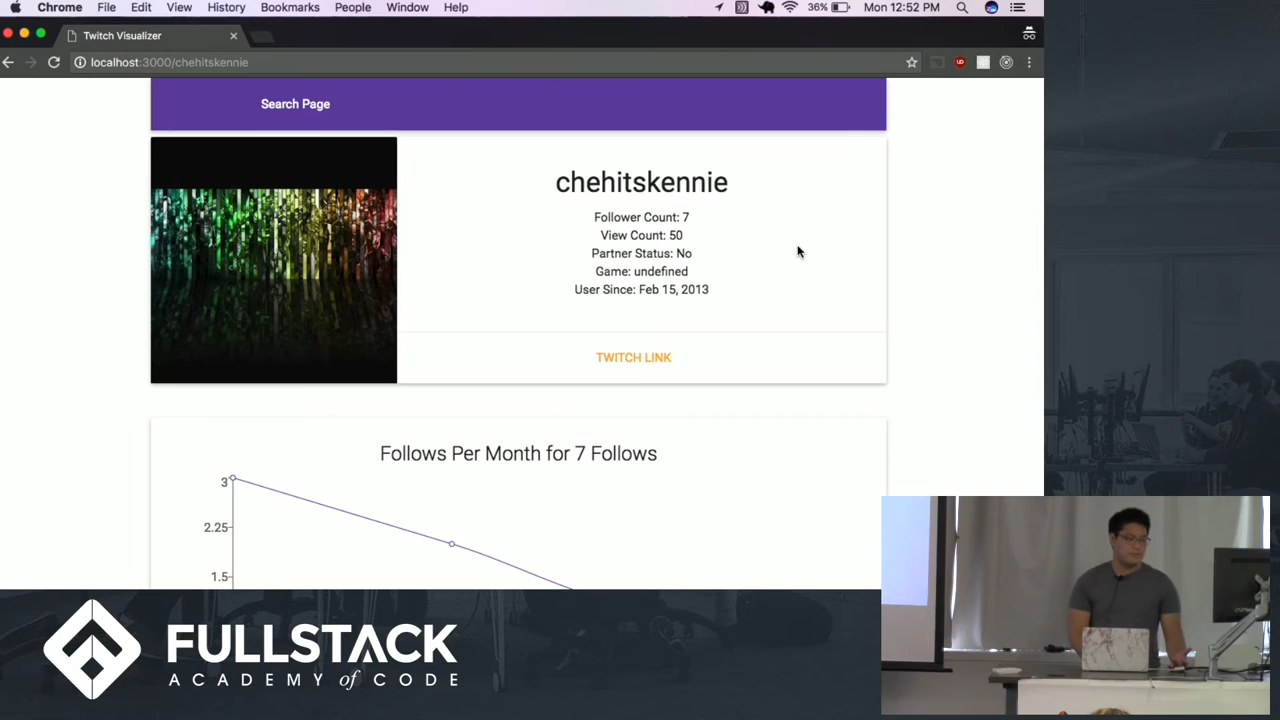 Chrome File Edit View History Bookmarks People Window Help 36% Mon 12:52 PM
Twitch Visualizer
localhost:3000/chehitskennie
Search Page
chehitskennie
Follower Count: 7
View Count: 50
Partner Status: No
Game: undefined
User Since: Feb 15, 2013
TWITCH LINK
Follows Per Month for 7 Follows
3
2.25
1.5
FULLSTACK
ACADEMY of CODE